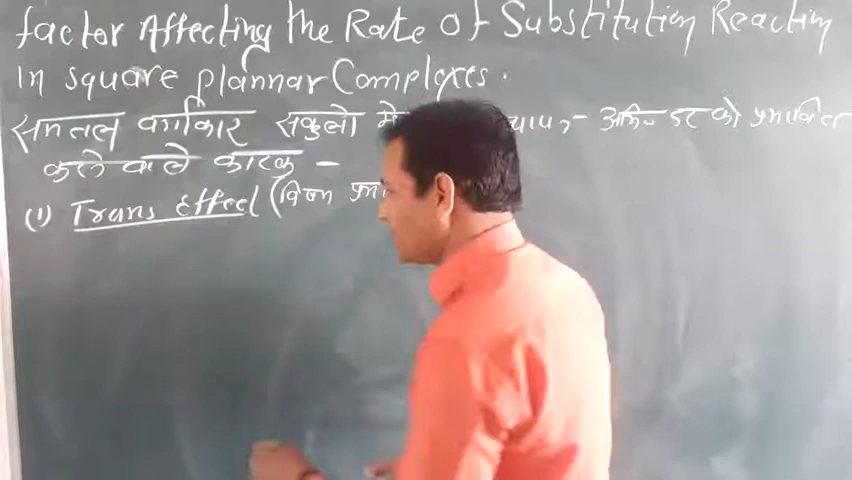 factor Affecting the Rate of Substitution Reaction
In square plannar Complexes.
समतल वर्गाकार सकुलो में को
करने वाले कारक -
(1) Trans Effect (विपक्ष